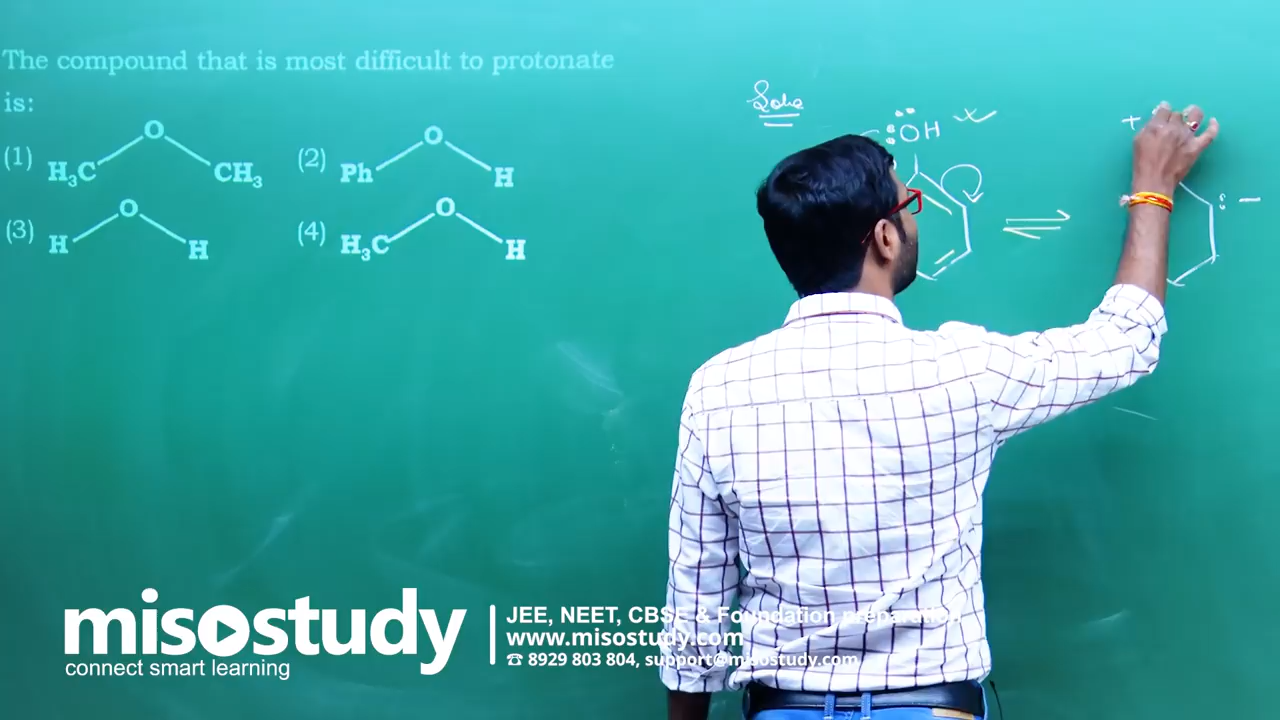 The compound that is most difficult to protonate
is:
(1) H₃C O CH₃ (2) Ph O H
(3) H O H (4) H₃C O H
OH
+
–
misostudy
connect smart learning
JEE, NEET, CBSE & Foundation preparation
www.misostudy.com
☎ 8929 803 804, support@misostudy.com